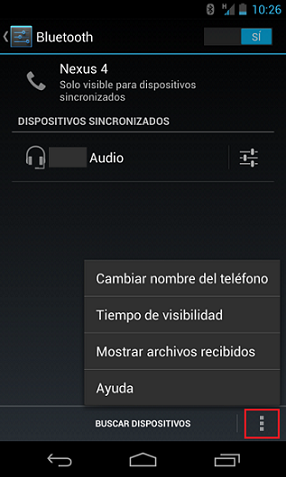 H
10:26
Bluetooth
SÍ
Nexus 4
Solo visible para dispositivos
sincronizados
DISPOSITIVOS SINCRONIZADOS
Audio
Cambiar nombre del teléfono
Tiempo de visibilidad
Mostrar archivos recibidos
Ayuda
BUSCAR DISPOSITIVOS